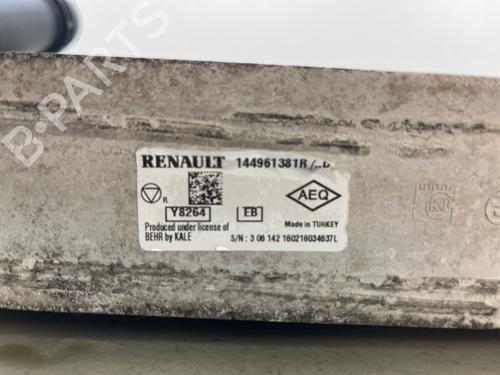 B-PARTS
RENAULT 144961381R /..B
R
AEQ
Y8264 EB Made in TURKEY
Produced under license of
BEHR by KALE S/N : 3 06 142 160218034637L